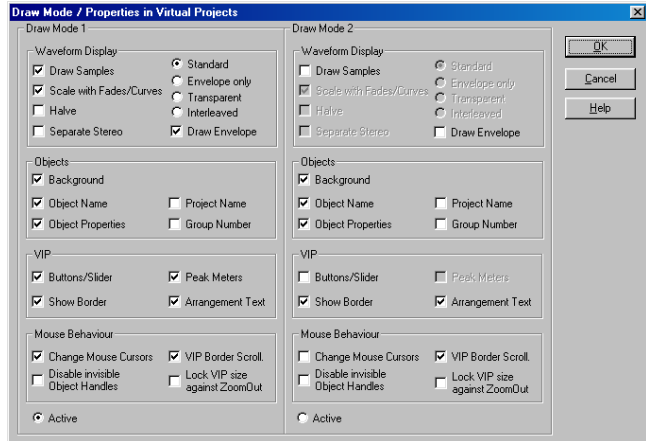 Draw Mode / Properties in Virtual Projects
Draw Mode 1
Waveform Display
Draw Samples
Scale with Fades/Curves
Halve
Separate Stereo
Standard
Envelope only
Transparent
Interleaved
Draw Envelope
Objects
Background
Object Name
Project Name
Object Properties
Group Number
VIP
Buttons/Slider
Peak Meters
Show Border
Arrangement Text
Mouse Behaviour
Change Mouse Cursors
VIP Border Scroll.
Disable invisible
Object Handles
Lock VIP size
against ZoomOut
Active
Draw Mode 2
Waveform Display
Draw Samples
Scale with Fades/Curves
Halve
Separate Stereo
Standard
Envelope only
Transparent
Interleaved
Draw Envelope
Objects
Background
Object Name
Project Name
Object Properties
Group Number
VIP
Buttons/Slider
Peak Meters
Show Border
Arrangement Text
Mouse Behaviour
Change Mouse Cursors
VIP Border Scroll.
Disable invisible
Object Handles
Lock VIP size
against ZoomOut
Active
OK
Cancel
Help